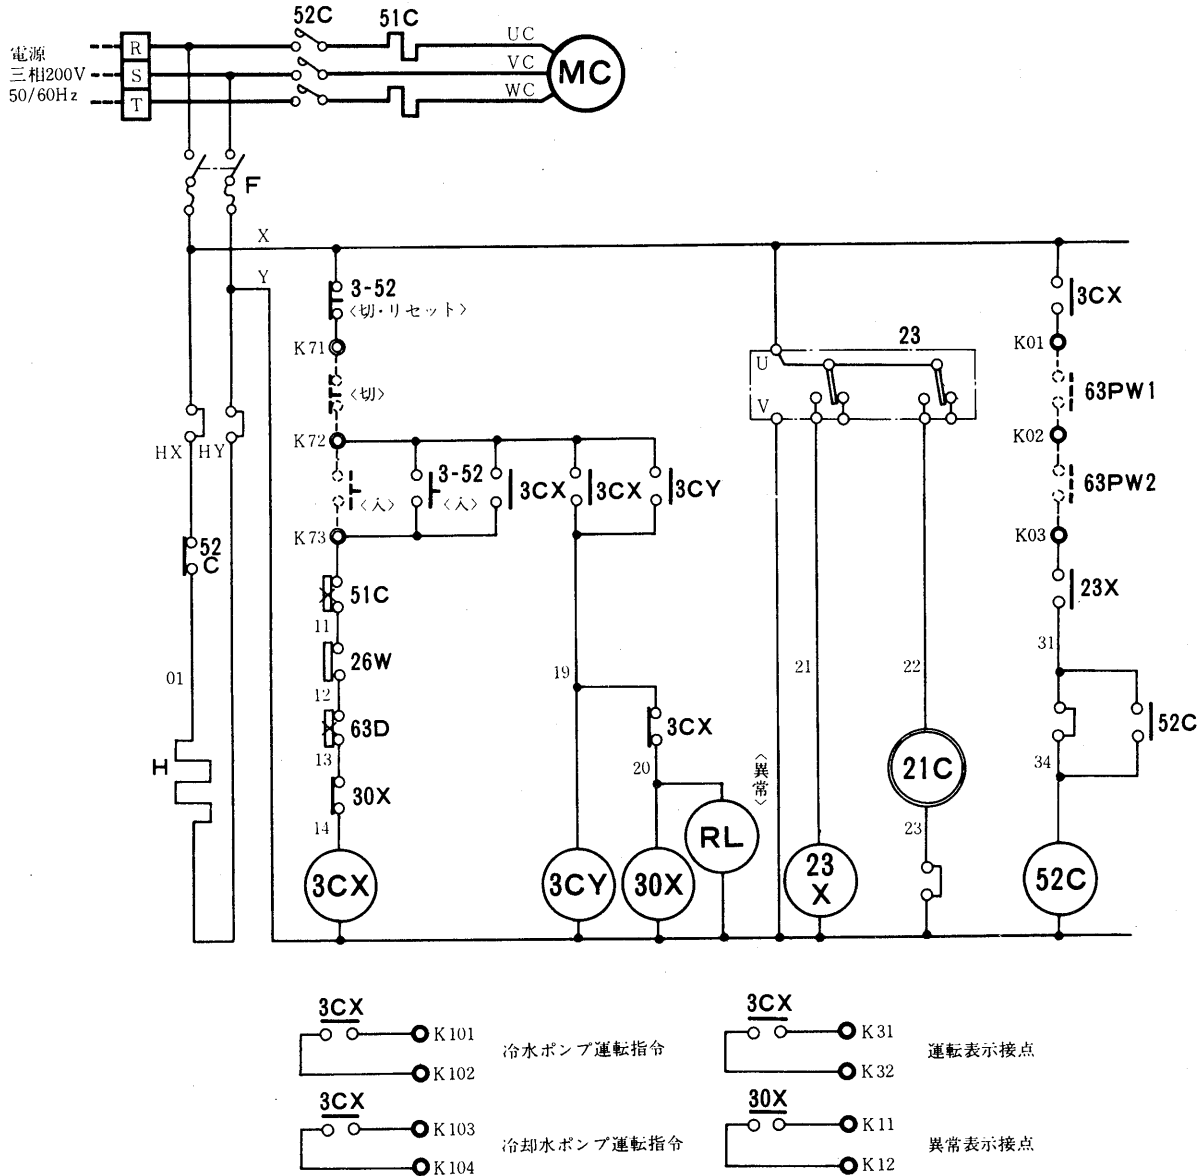 52C
51C
電源
三相200V
50/60Hz
R
S
T
UC
VC
WC
MC
F
X
Y
3-52
〈切・リセット〉
K71
〈切〉
K72
〈入〉
3-52
〈入〉
3CX
3CX
3CY
K73
HX
HY
52
C
01
H
51C
11
26W
12
63D
13
30X
14
3CX
19
3CX
20
3CY
30X
RL
〈異常〉
23
U
V
21
22
23
X
21C
23
3CX
K01
63PW1
K02
63PW2
K03
23X
31
52C
34
52C
3CX
K101
冷水ポンプ運転指令
K102
3CX
K103
冷却水ポンプ運転指令
K104
3CX
K31
運転表示接点
K32
30X
K11
異常表示接点
K12